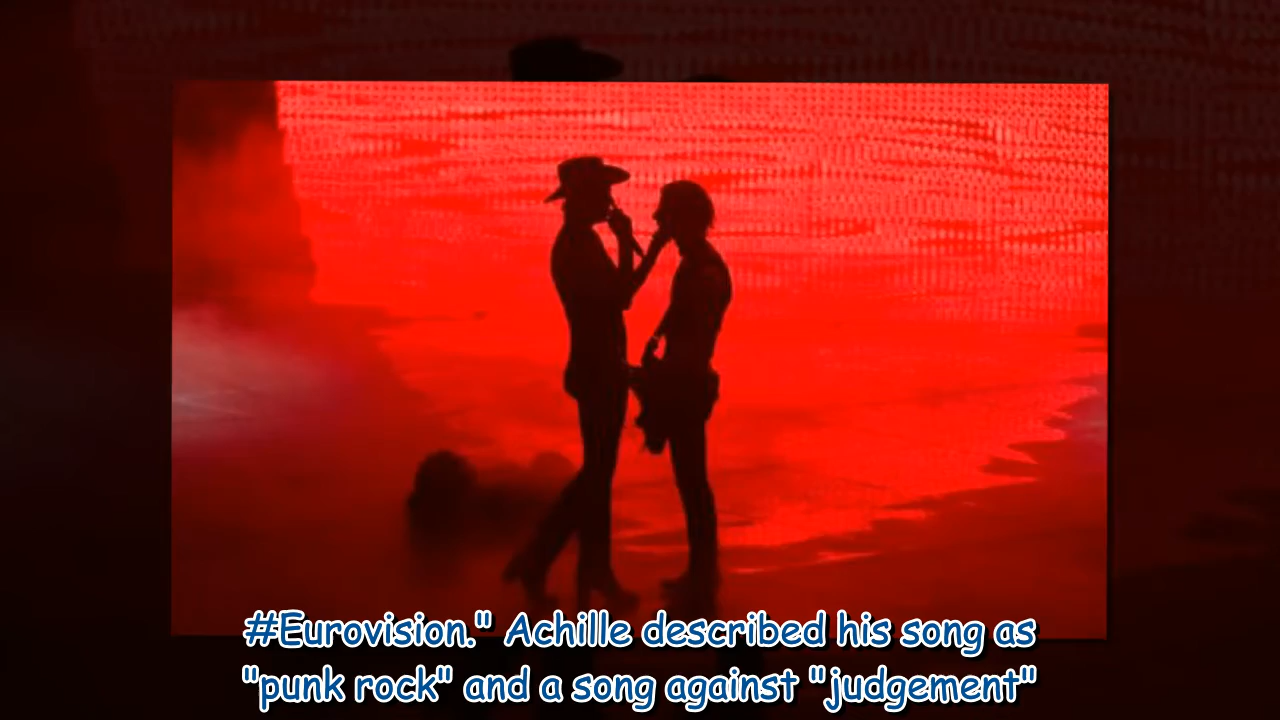 #Eurovision." Achille described his song as
"punk rock" and a song against "judgement"